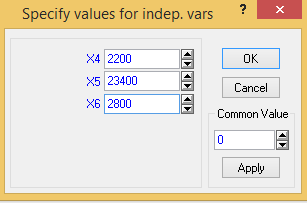 Specify values for indep. vars ? ×
X4 2200
X5 23400
X6 2800
OK
Cancel
Common Value
0
Apply